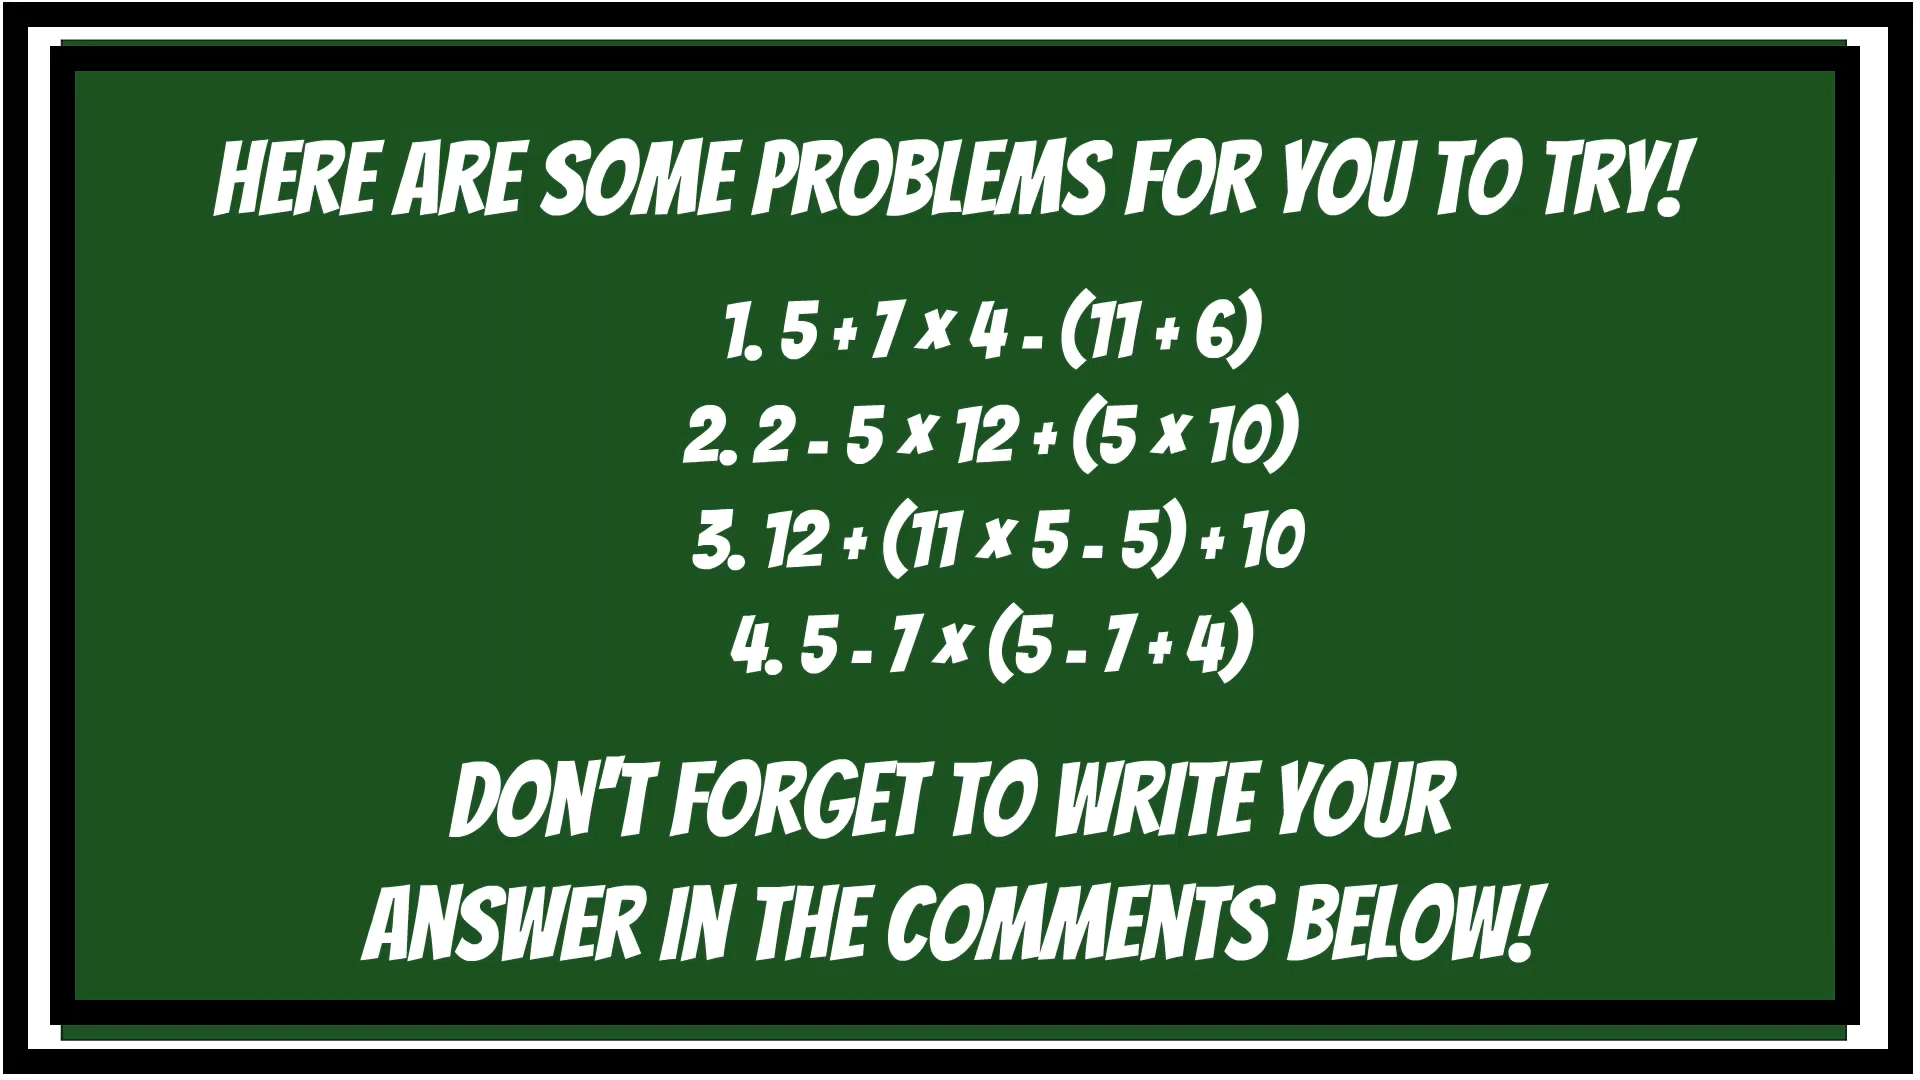 HERE ARE SOME PROBLEMS FOR YOU TO TRY!
1. 5 + 7 x 4 - (11 + 6)
2. 2 - 5 x 12 + (5 x 10)
3. 12 + (11 x 5 - 5) + 10
4. 5 - 7 x (5 - 7 + 4)
DON'T FORGET TO WRITE YOUR
ANSWER IN THE COMMENTS BELOW!